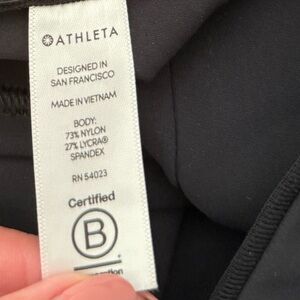 ATHLETA
DESIGNED IN
SAN FRANCISCO
MADE IN VIETNAM
BODY:
73% NYLON
27% LYCRA®
SPANDEX
RN 54023
Certified
B